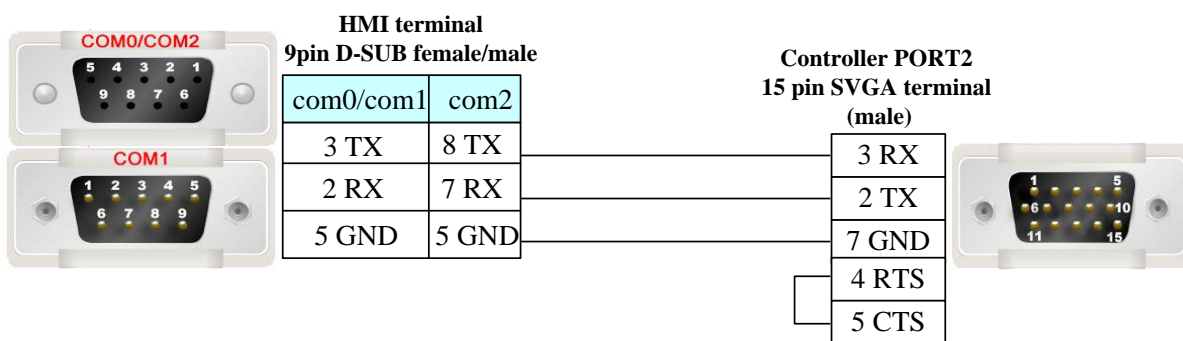 COM0/COM2
5 4 3 2 1
9 8 7 6
COM1
1 2 3 4 5
6 7 8 9
HMI terminal
9pin D-SUB female/male
com0/com1 com2
3 TX 8 TX
2 RX 7 RX
5 GND 5 GND
Controller PORT2
15 pin SVGA terminal
(male)
3 RX
2 TX
7 GND
4 RTS
5 CTS
1 5
6 10
11 15